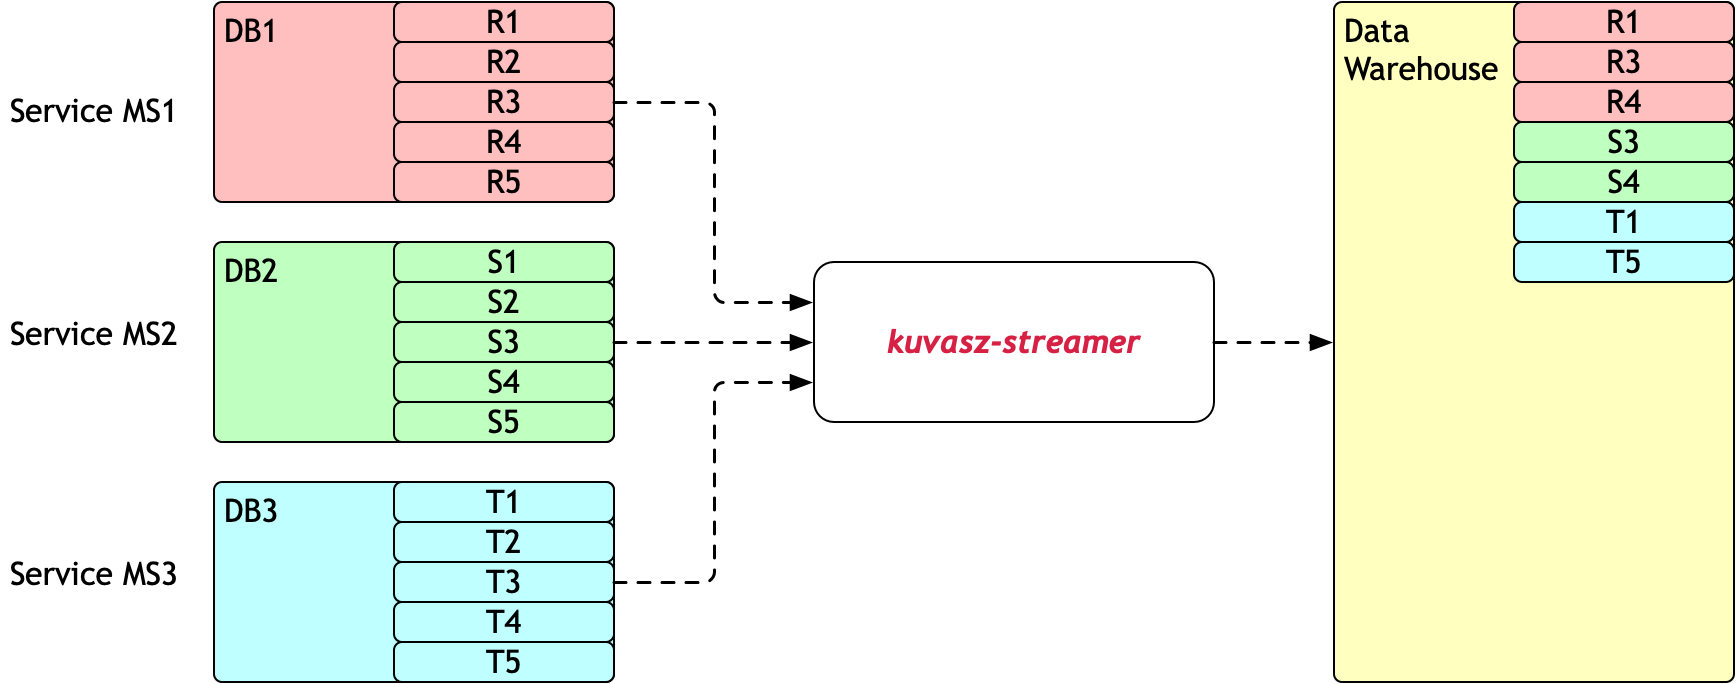 Service MS1
DB1
R1
R2
R3
R4
R5
Service MS2
DB2
S1
S2
S3
S4
S5
Service MS3
DB3
T1
T2
T3
T4
T5
kuvasz-streamer
Data
Warehouse
R1
R3
R4
S3
S4
T1
T5